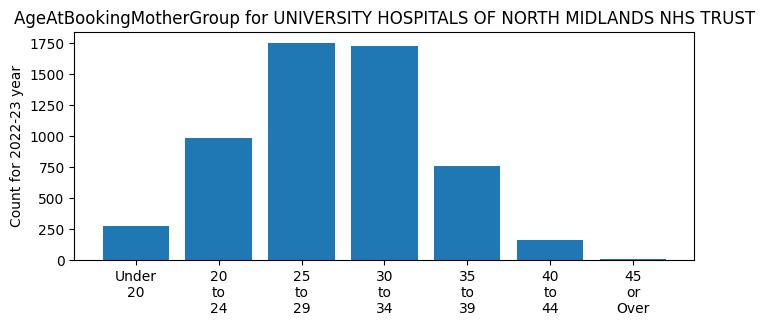 AgeAtBookingMotherGroup for UNIVERSITY HOSPITALS OF NORTH MIDLANDS NHS TRUST
Count for 2022-23 year
1750
1500
1250
1000
750
500
250
0
Under
20
20
to
24
25
to
29
30
to
34
35
to
39
40
to
44
45
or
Over